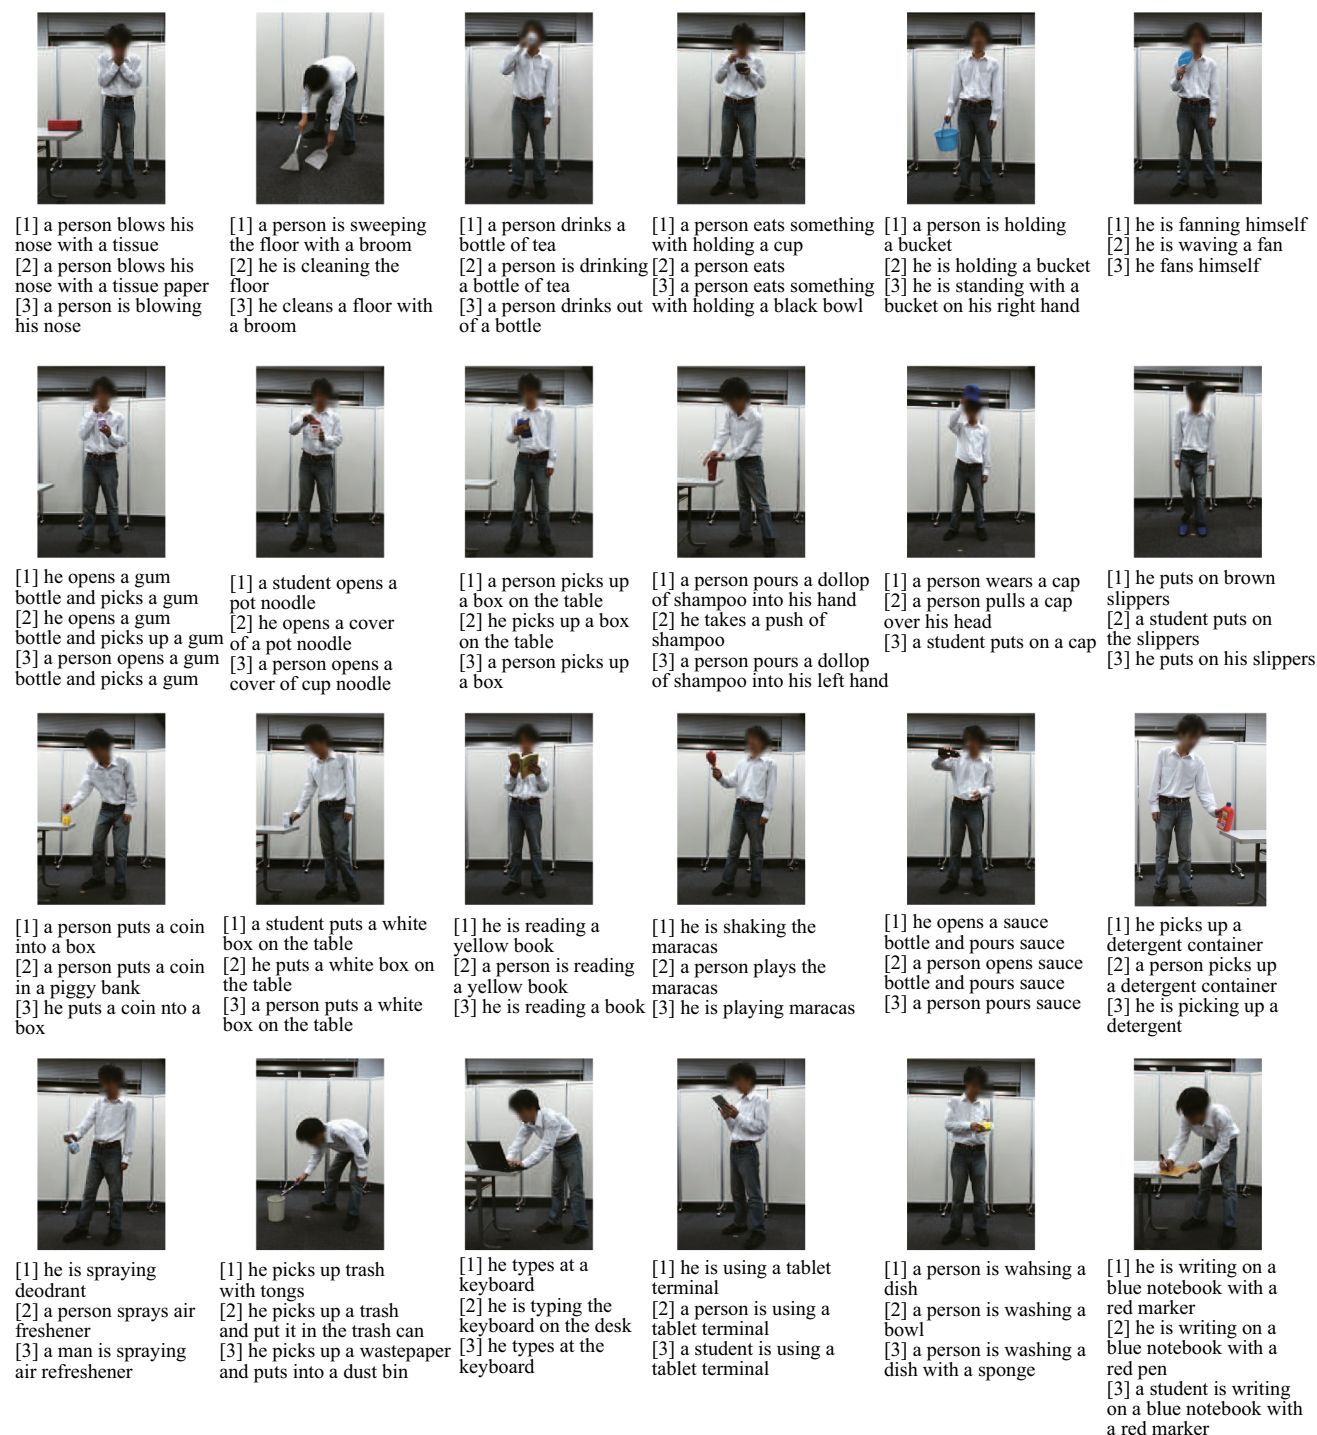 [1] a person blows his
nose with a tissue
[2] a person blows his
nose with a tissue paper
[3] a person is blowing
his nose
[1] a person is sweeping
the floor with a broom
[2] he is cleaning the
floor
[3] he cleans a floor with
a broom
[1] a person drinks a
bottle of tea
[2] a person is drinking
a bottle of tea
[3] a person drinks out
of a bottle
[1] a person eats something
with holding a cup
[2] a person eats
[3] a person eats something
with holding a black bowl
[1] a person is holding
a bucket
[2] he is holding a bucket
[3] he is standing with a
bucket on his right hand
[1] he is fanning himself
[2] he is waving a fan
[3] he fans himself
[1] he opens a gum
bottle and picks a gum
[2] he opens a gum
bottle and picks up a gum
[3] a person opens a gum
bottle and picks a gum
[1] a student opens a
pot noodle
[2] he opens a cover
of a pot noodle
[3] a person opens a
cover of cup noodle
[1] a person picks up
a box on the table
[2] he picks up a box
on the table
[3] a person picks up
a box
[1] a person pours a dollop
of shampoo into his hand
[2] he takes a push of
shampoo
[3] a person pours a dollop
of shampoo into his left hand
[1] a person wears a cap
[2] a person pulls a cap
over his head
[3] a student puts on a cap
[1] he puts on brown
slippers
[2] a student puts on
the slippers
[3] he puts on his slippers
[1] a person puts a coin
into a box
[2] a person puts a coin
in a piggy bank
[3] he puts a coin nto a
box
[1] a student puts a white
box on the table
[2] he puts a white box on
the table
[3] a person puts a white
box on the table
[1] he is reading a
yellow book
[2] a person is reading
a yellow book
[3] he is reading a book
[1] he is shaking the
maracas
[2] a person plays the
maracas
[3] he is playing maracas
[1] he opens a sauce
bottle and pours sauce
[2] a person opens sauce
bottle and pours sauce
[3] a person pours sauce
[1] he picks up a
detergent container
[2] a person picks up
a detergent container
[3] he is picking up a
detergent
[1] he is spraying
deodrant
[2] a person sprays air
freshener
[3] a man is spraying
air refreshener
[1] he picks up trash
with tongs
[2] he picks up a trash
and put it in the trash can
[3] he picks up a wastepaper
and puts into a dust bin
[1] he types at a
keyboard
[2] he is typing the
keyboard on the desk
[3] he types at the
keyboard
[1] he is using a tablet
terminal
[2] a person is using a
tablet terminal
[3] a student is using a
tablet terminal
[1] a person is wahsing a
dish
[2] a person is washing a
bowl
[3] a person is washing a
dish with a sponge
[1] he is writing on a
blue notebook with a
red marker
[2] he is writing on a
blue notebook with a
red pen
[3] a student is writing
on a blue notebook with
a red marker